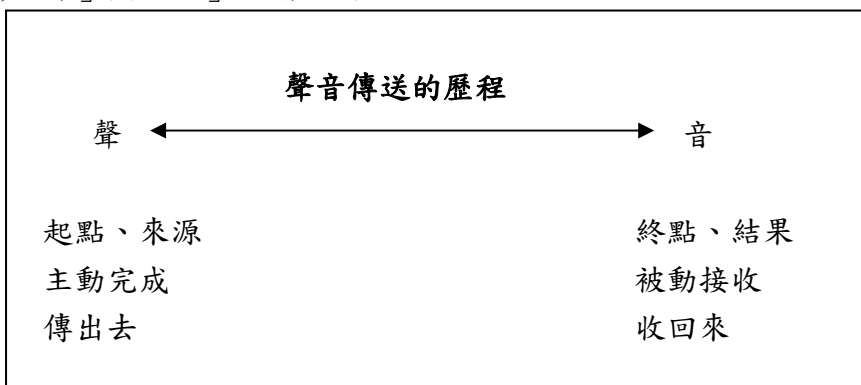 聲音傳送的歷程
聲 音
起點、來源 終點、結果
主動完成 被動接收
傳出去 收回來